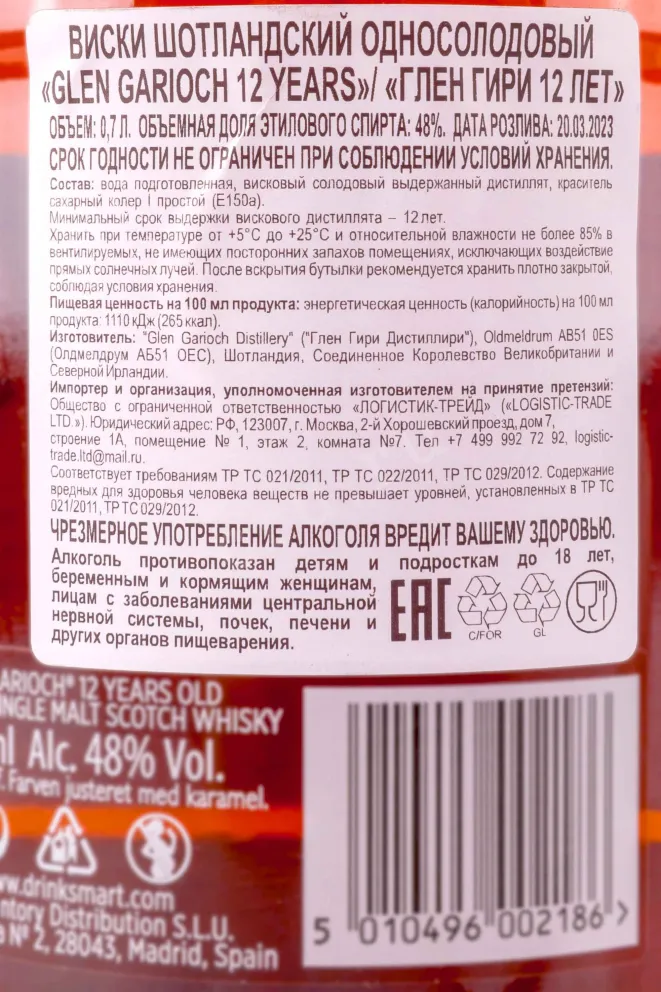 ВИСКИ ШОТЛАНДСКИЙ ОДНОСОЛОДОВЫЙ
«GLEN GARIOCH 12 YEARS»/ «ГЛЕН ГИРИ 12 ЛЕТ»
ОБЪЕМ: 0,7 Л. ОБЪЕМНАЯ ДОЛЯ ЭТИЛОВОГО СПИРТА: 48%. ДАТА РОЗЛИВА: 20.03.2023
СРОК ГОДНОСТИ НЕ ОГРАНИЧЕН ПРИ СОБЛЮДЕНИИ УСЛОВИЙ ХРАНЕНИЯ.
Состав: вода подготовленная, висковый солодовый выдержанный дистиллят, краситель
сахарный колер I простой (Е150а).
Минимальный срок выдержки вискового дистиллята – 12 лет.
Хранить при температуре от +5°С до +25°С и относительной влажности не более 85% в
вентилируемых, не имеющих посторонних запахов помещениях, исключающих воздействие
прямых солнечных лучей. После вскрытия бутылки рекомендуется хранить плотно закрытой,
соблюдая условия хранения.
Пищевая ценность на 100 мл продукта: энергетическая ценность (калорийность) на 100 мл
продукта: 1110 кДж (265 ккал).
Изготовитель: "Glen Garioch Distillery" ("Глен Гири Дистиллири"), Oldmeldrum AB51 0ES
(Олдмелдрум АБ51 ОЕС), Шотландия, Соединенное Королевство Великобритании и
Северной Ирландии.
Импортер и организация, уполномоченная изготовителем на принятие претензий:
Общество с ограниченной ответственностью «ЛОГИСТИК-ТРЕЙД» («LOGISTIC-TRADE
LTD.»). Юридический адрес: РФ, 123007, г. Москва, 2-й Хорошевский проезд, дом 7,
строение 1А, помещение № 1, этаж 2, комната №7. Тел +7 499 992 72 92, logistic-
trade.ltd@mail.ru.
Соответствует требованиям ТР ТС 021/2011, ТР ТС 022/2011, ТР ТС 029/2012. Содержание
вредных для здоровья человека веществ не превышает уровней, установленных в ТР ТС
021/2011, ТР ТС 029/2012.
ЧРЕЗМЕРНОЕ УПОТРЕБЛЕНИЕ АЛКОГОЛЯ ВРЕДИТ ВАШЕМУ ЗДОРОВЬЮ.
Алкоголь противопоказан детям и подросткам до 18 лет,
беременным и кормящим женщинам,
лицам с заболеваниями центральной
нервной системы, почек, печени и
других органов пищеварения.
EAC
C/FOR
GL
ARIOCH® 12 YEARS OLD
NGLE MALT SCOTCH WHISKY
ml Alc. 48% Vol.
. Farven justeret med karamel.
www.drinksmart.com
ntory Distribution S.L.U.
a Nº 2, 28043, Madrid, Spain
5 010496 002186 >